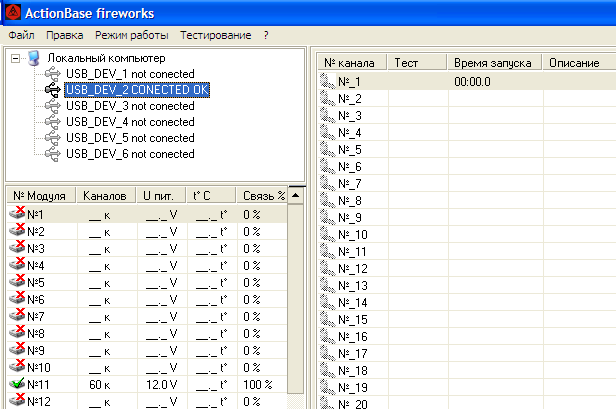 ActionBase fireworks
Файл Правка Режим работы Тестирование ?
Локальный компьютер
USB_DEV_1 not conected
USB_DEV_2 CONECTED OK
USB_DEV_3 not conected
USB_DEV_4 not conected
USB_DEV_5 not conected
USB_DEV_6 not conected
№ Модуля Каналов U пит. t° C Связь %
№1 __ к __._ V __._ t° 0 %
№2 __ к __._ V __._ t° 0 %
№3 __ к __._ V __._ t° 0 %
№4 __ к __._ V __._ t° 0 %
№5 __ к __._ V __._ t° 0 %
№6 __ к __._ V __._ t° 0 %
№7 __ к __._ V __._ t° 0 %
№8 __ к __._ V __._ t° 0 %
№9 __ к __._ V __._ t° 0 %
№10 __ к __._ V __._ t° 0 %
№11 60 к 12.0 V __._ t° 100 %
№12 __ к __._ V __._ t° 0 %
№ канала Тест Время запуска Описание
№_1 00:00.0
№_2
№_3
№_4
№_5
№_6
№_7
№_8
№_9
№_10
№_11
№_12
№_13
№_14
№_15
№_16
№_17
№_18
№_19
№_20